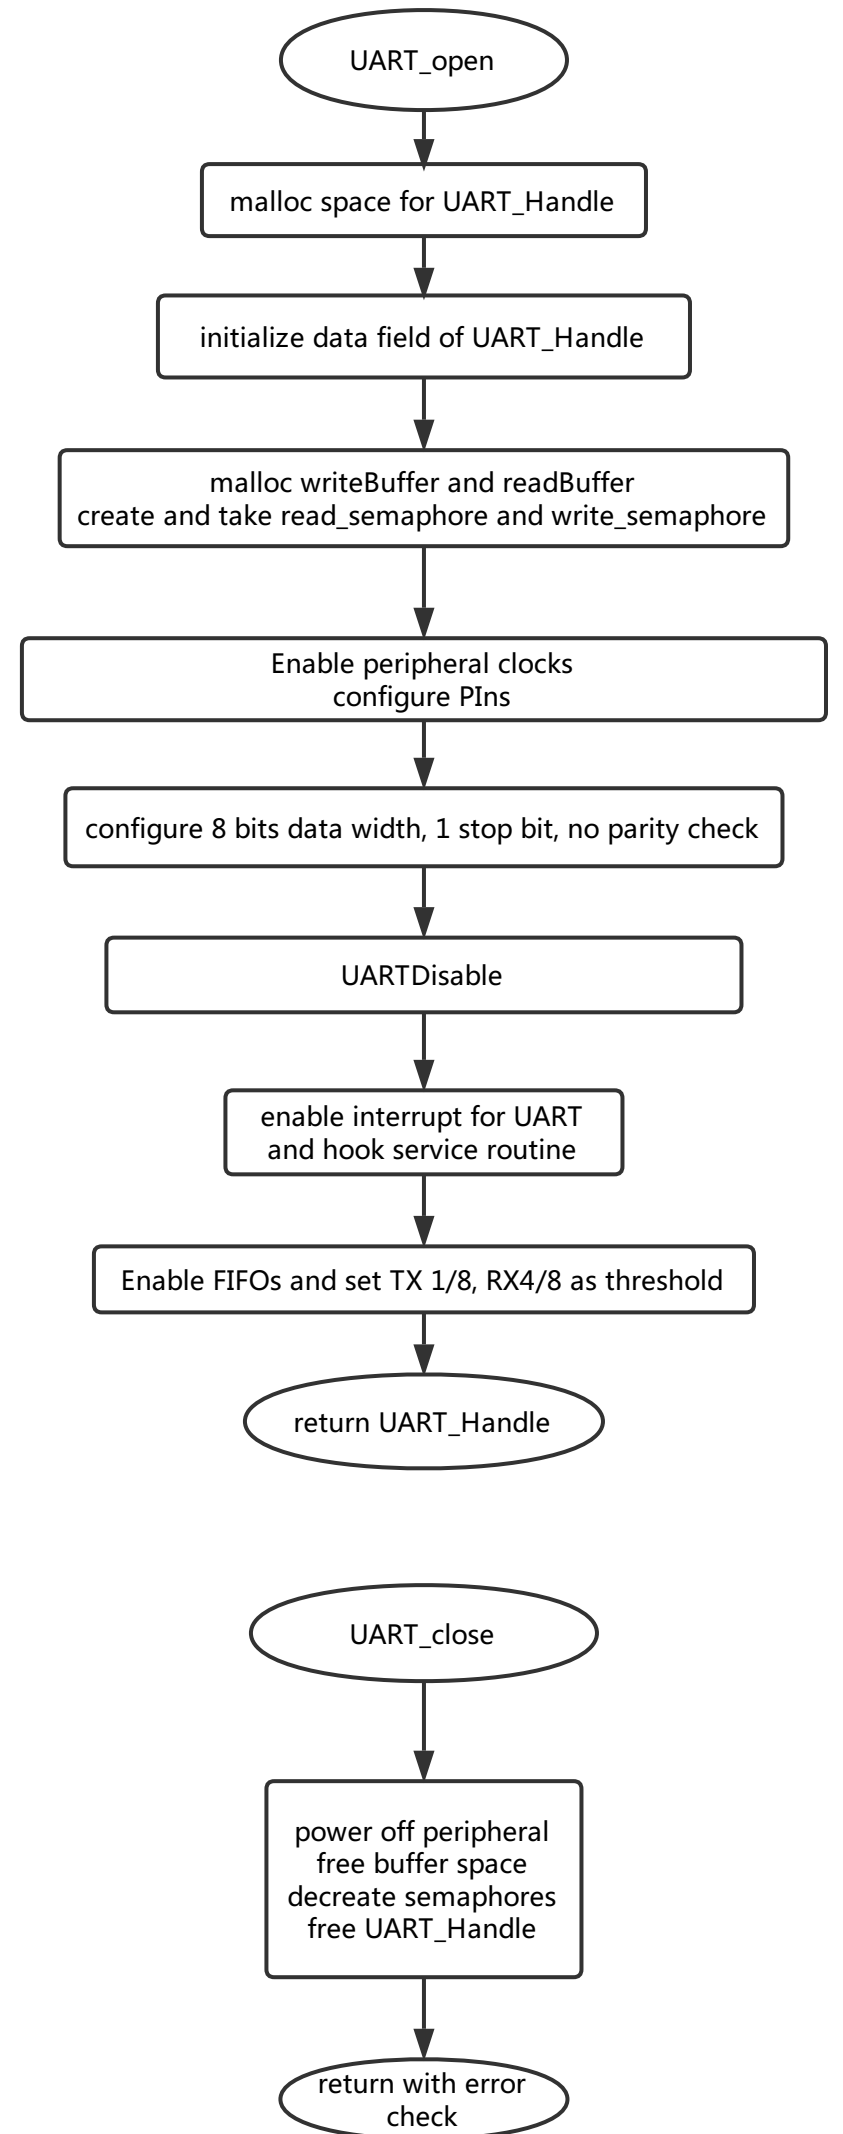 UART_open
malloc space for UART_Handle
initialize data field of UART_Handle
malloc writeBuffer and readBuffer
create and take read_semaphore and write_semaphore
Enable peripheral clocks
configure PIns
configure 8 bits data width, 1 stop bit, no parity check
UARTDisable
enable interrupt for UART
and hook service routine
Enable FIFOs and set TX 1/8, RX4/8 as threshold
return UART_Handle
UART_close
power off peripheral
free buffer space
decreate semaphores
free UART_Handle
return with error
check